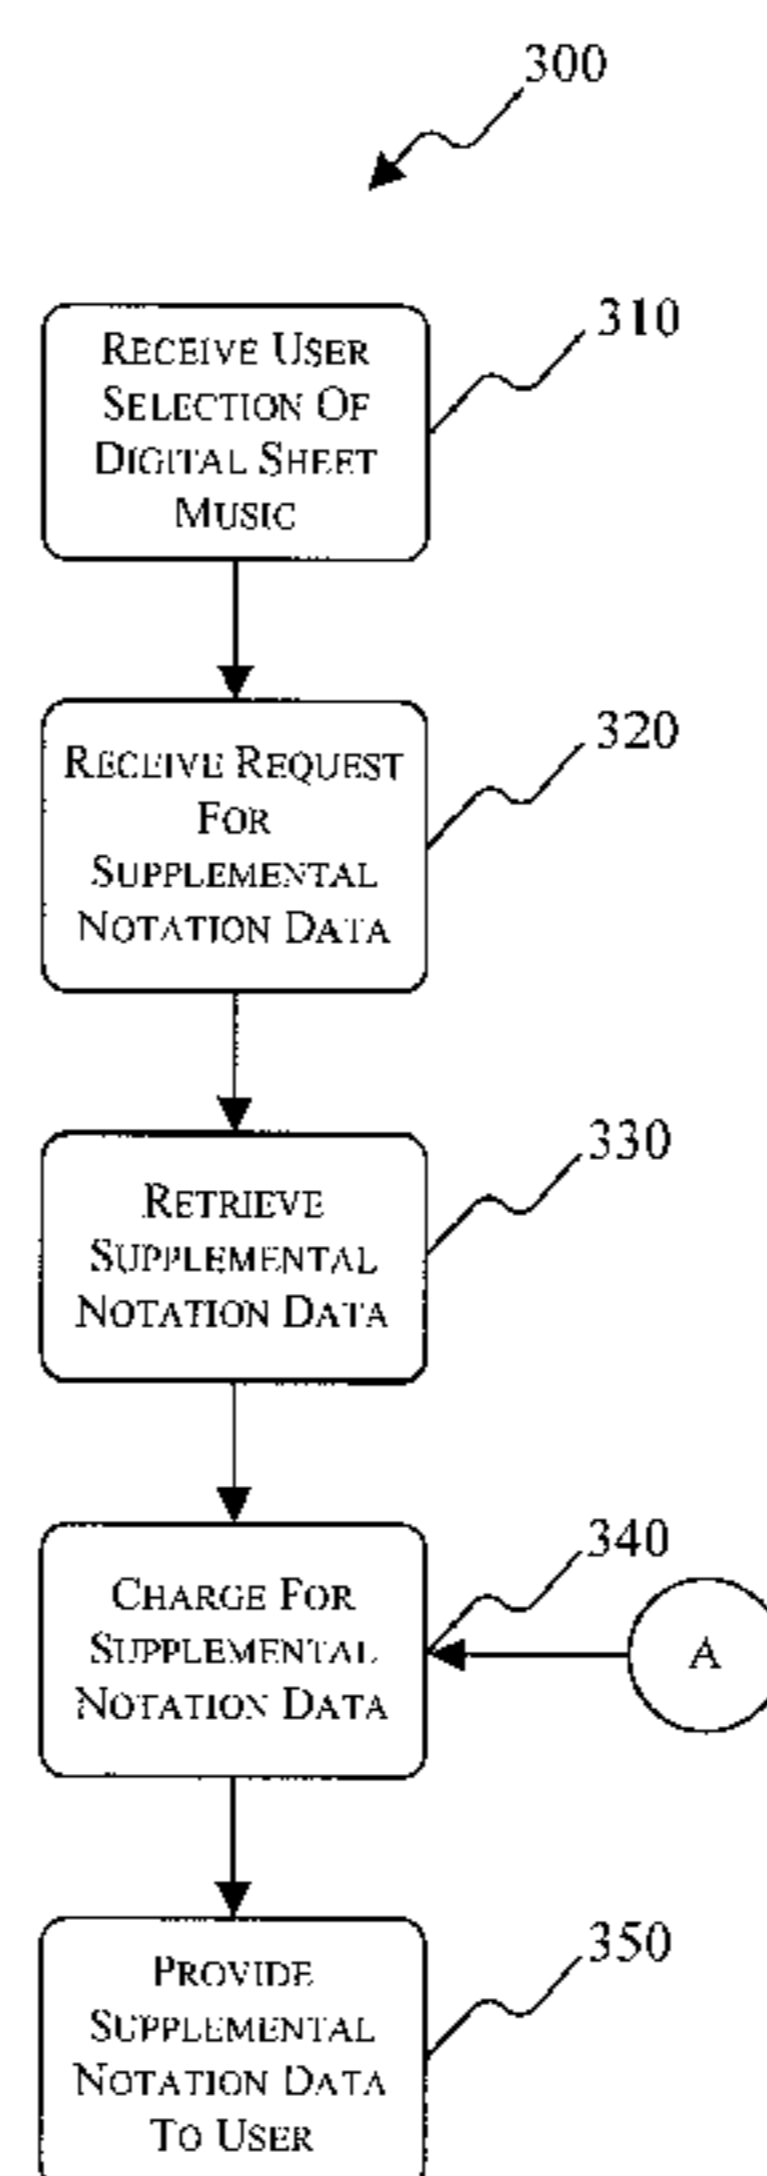 300
310
RECEIVE USER
SELECTION OF
DIGITAL SHEET
MUSIC
320
RECEIVE REQUEST
FOR
SUPPLEMENTAL
NOTATION DATA
330
RETRIEVE
SUPPLEMENTAL
NOTATION DATA
340
CHARGE FOR
SUPPLEMENTAL
NOTATION DATA
A
350
PROVIDE
SUPPLEMENTAL
NOTATION DATA
TO USER